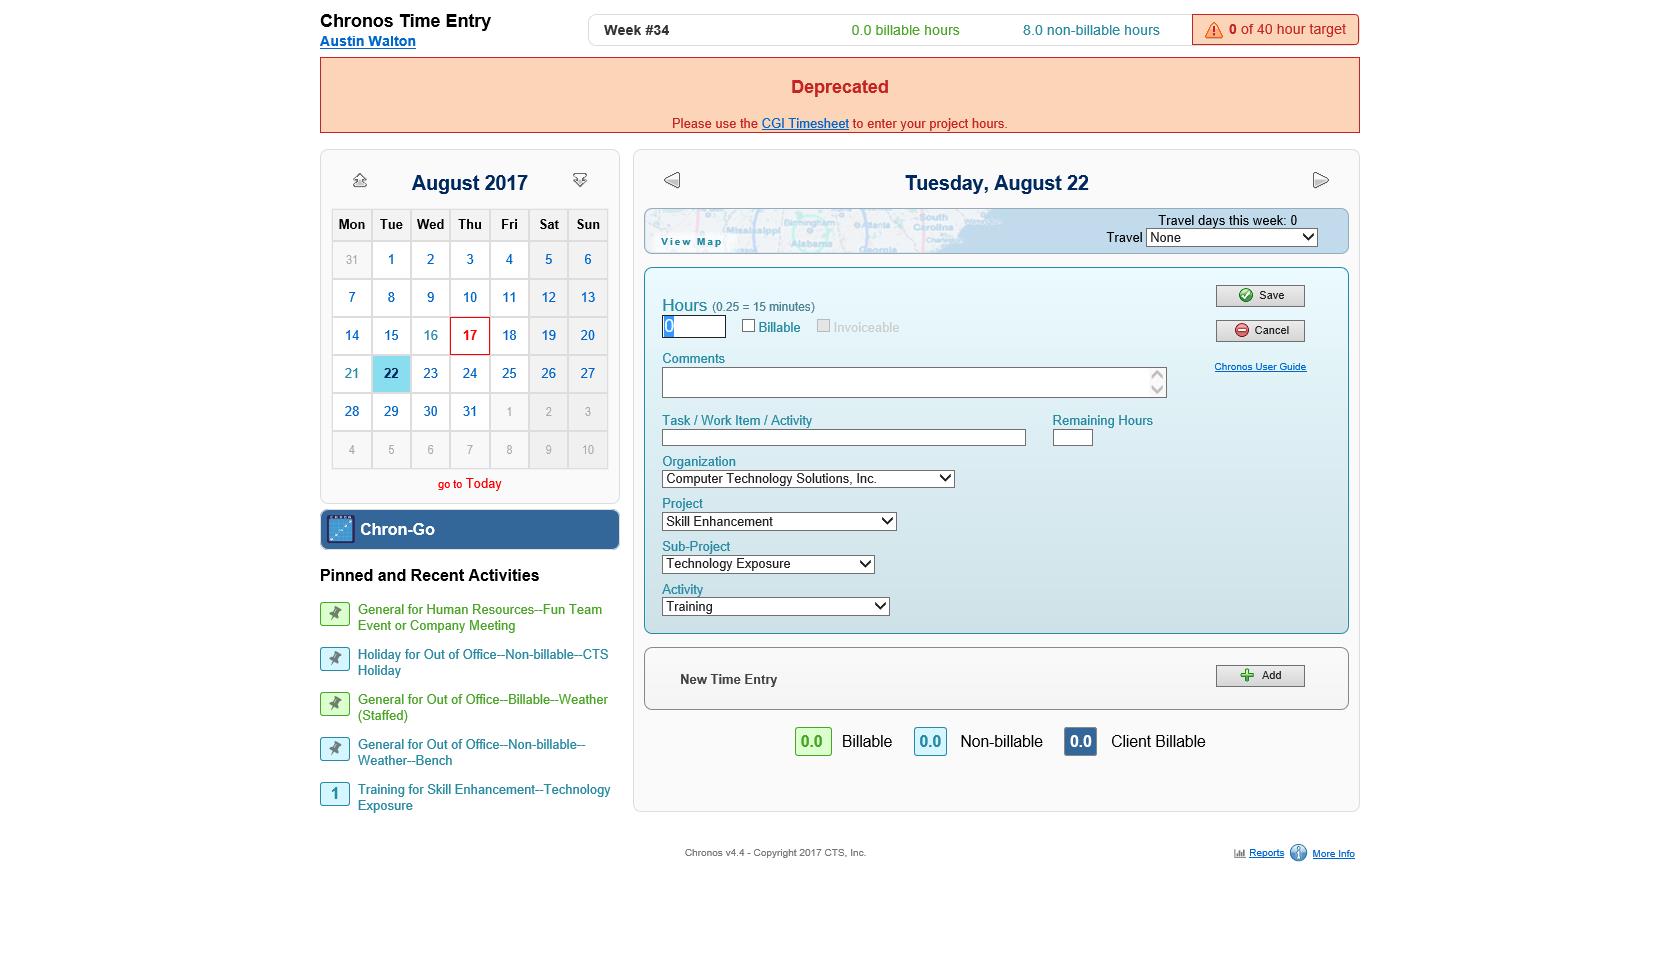 Chronos Time Entry
Austin Walton
Week #34
0.0 billable hours
8.0 non-billable hours
0 of 40 hour target
Deprecated
Please use the CGI Timesheet to enter your project hours.
August 2017
Mon Tue Wed Thu Fri Sat Sun
31 1 2 3 4 5 6
7 8 9 10 11 12 13
14 15 16 17 18 19 20
21 22 23 24 25 26 27
28 29 30 31 1 2 3
4 5 6 7 8 9 10
go to Today
Chron-Go
Pinned and Recent Activities
General for Human Resources--Fun Team
Event or Company Meeting
Holiday for Out of Office--Non-billable--CTS
Holiday
General for Out of Office--Billable--Weather
(Staffed)
General for Out of Office--Non-billable--
Weather--Bench
1 Training for Skill Enhancement--Technology
Exposure
Tuesday, August 22
Mississippi
Birmingham
Alabama
Atlanta
Georgia
South
Carolina
View Map
Travel days this week: 0
Travel None
Hours (0.25 = 15 minutes)
0
Billable
Invoiceable
Save
Cancel
Chronos User Guide
Comments
Task / Work Item / Activity
Remaining Hours
Organization
Computer Technology Solutions, Inc.
Project
Skill Enhancement
Sub-Project
Technology Exposure
Activity
Training
New Time Entry
Add
0.0 Billable 0.0 Non-billable 0.0 Client Billable
Chronos v4.4 - Copyright 2017 CTS, Inc.
Reports
More Info